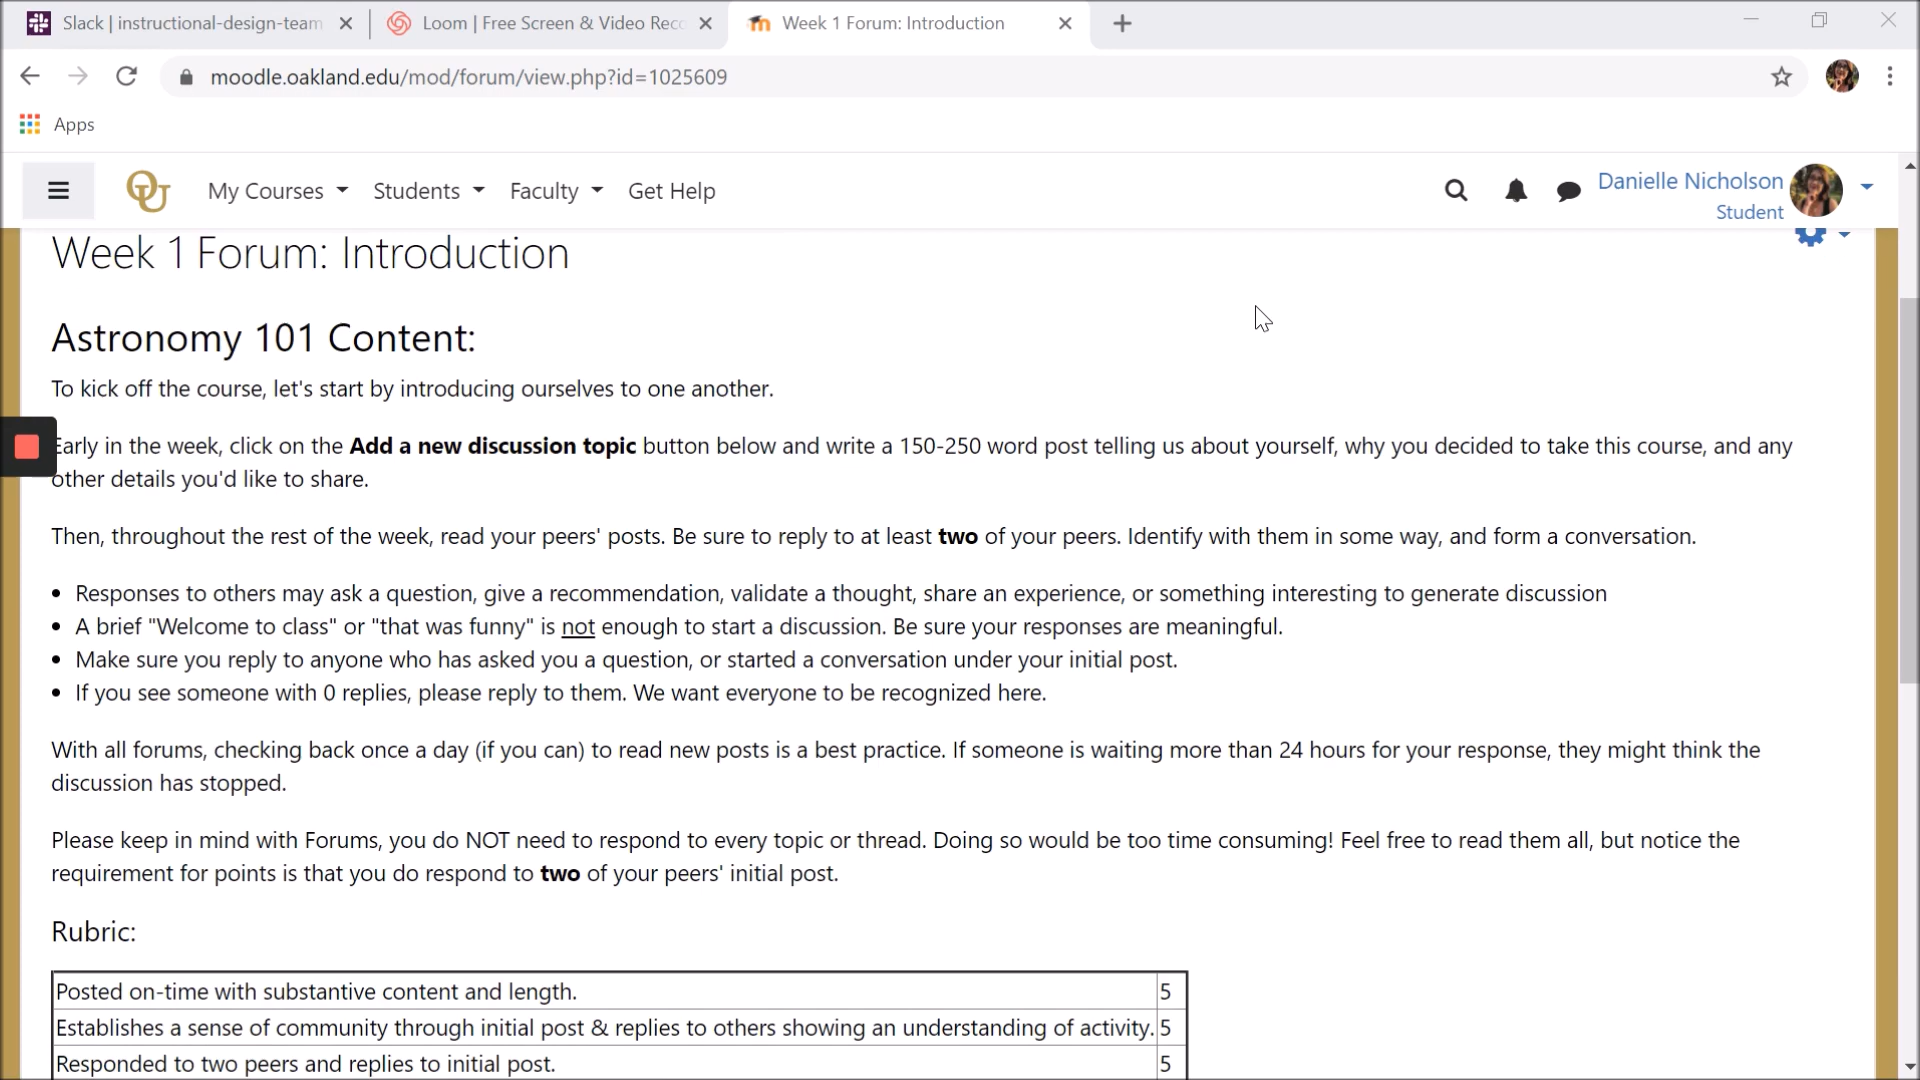 Slack | instructional-design-team
Loom | Free Screen & Video Reco
Week 1 Forum: Introduction
moodle.oakland.edu/mod/forum/view.php?id=1025609
Apps
OU
My Courses
Students
Faculty
Get Help
Danielle Nicholson
Student
Week 1 Forum: Introduction
Astronomy 101 Content:
To kick off the course, let's start by introducing ourselves to one another.
Early in the week, click on the Add a new discussion topic button below and write a 150-250 word post telling us about yourself, why you decided to take this course, and any
other details you'd like to share.
Then, throughout the rest of the week, read your peers' posts. Be sure to reply to at least two of your peers. Identify with them in some way, and form a conversation.
• Responses to others may ask a question, give a recommendation, validate a thought, share an experience, or something interesting to generate discussion
• A brief "Welcome to class" or "that was funny" is not enough to start a discussion. Be sure your responses are meaningful.
• Make sure you reply to anyone who has asked you a question, or started a conversation under your initial post.
• If you see someone with 0 replies, please reply to them. We want everyone to be recognized here.
With all forums, checking back once a day (if you can) to read new posts is a best practice. If someone is waiting more than 24 hours for your response, they might think the
discussion has stopped.
Please keep in mind with Forums, you do NOT need to respond to every topic or thread. Doing so would be too time consuming! Feel free to read them all, but notice the
requirement for points is that you do respond to two of your peers' initial post.
Rubric:
Posted on-time with substantive content and length. 5
Establishes a sense of community through initial post & replies to others showing an understanding of activity. 5
Responded to two peers and replies to initial post. 5